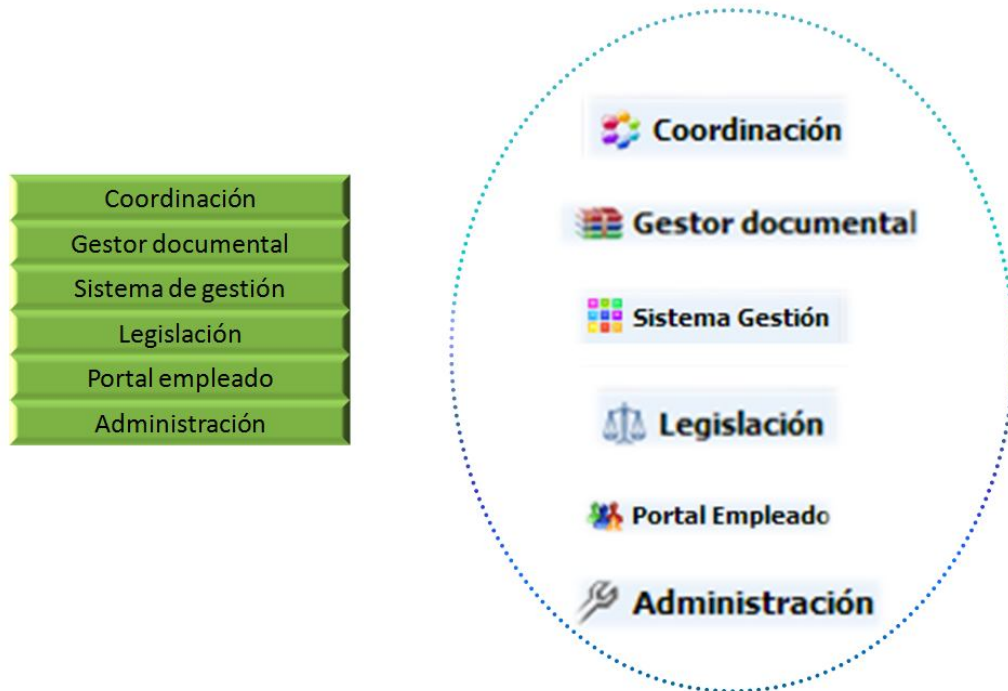 Coordinación
Gestor documental
Sistema de gestión
Legislación
Portal empleado
Administración
Coordinación
Gestor documental
Sistema Gestión
Legislación
Portal Empleado
Administración